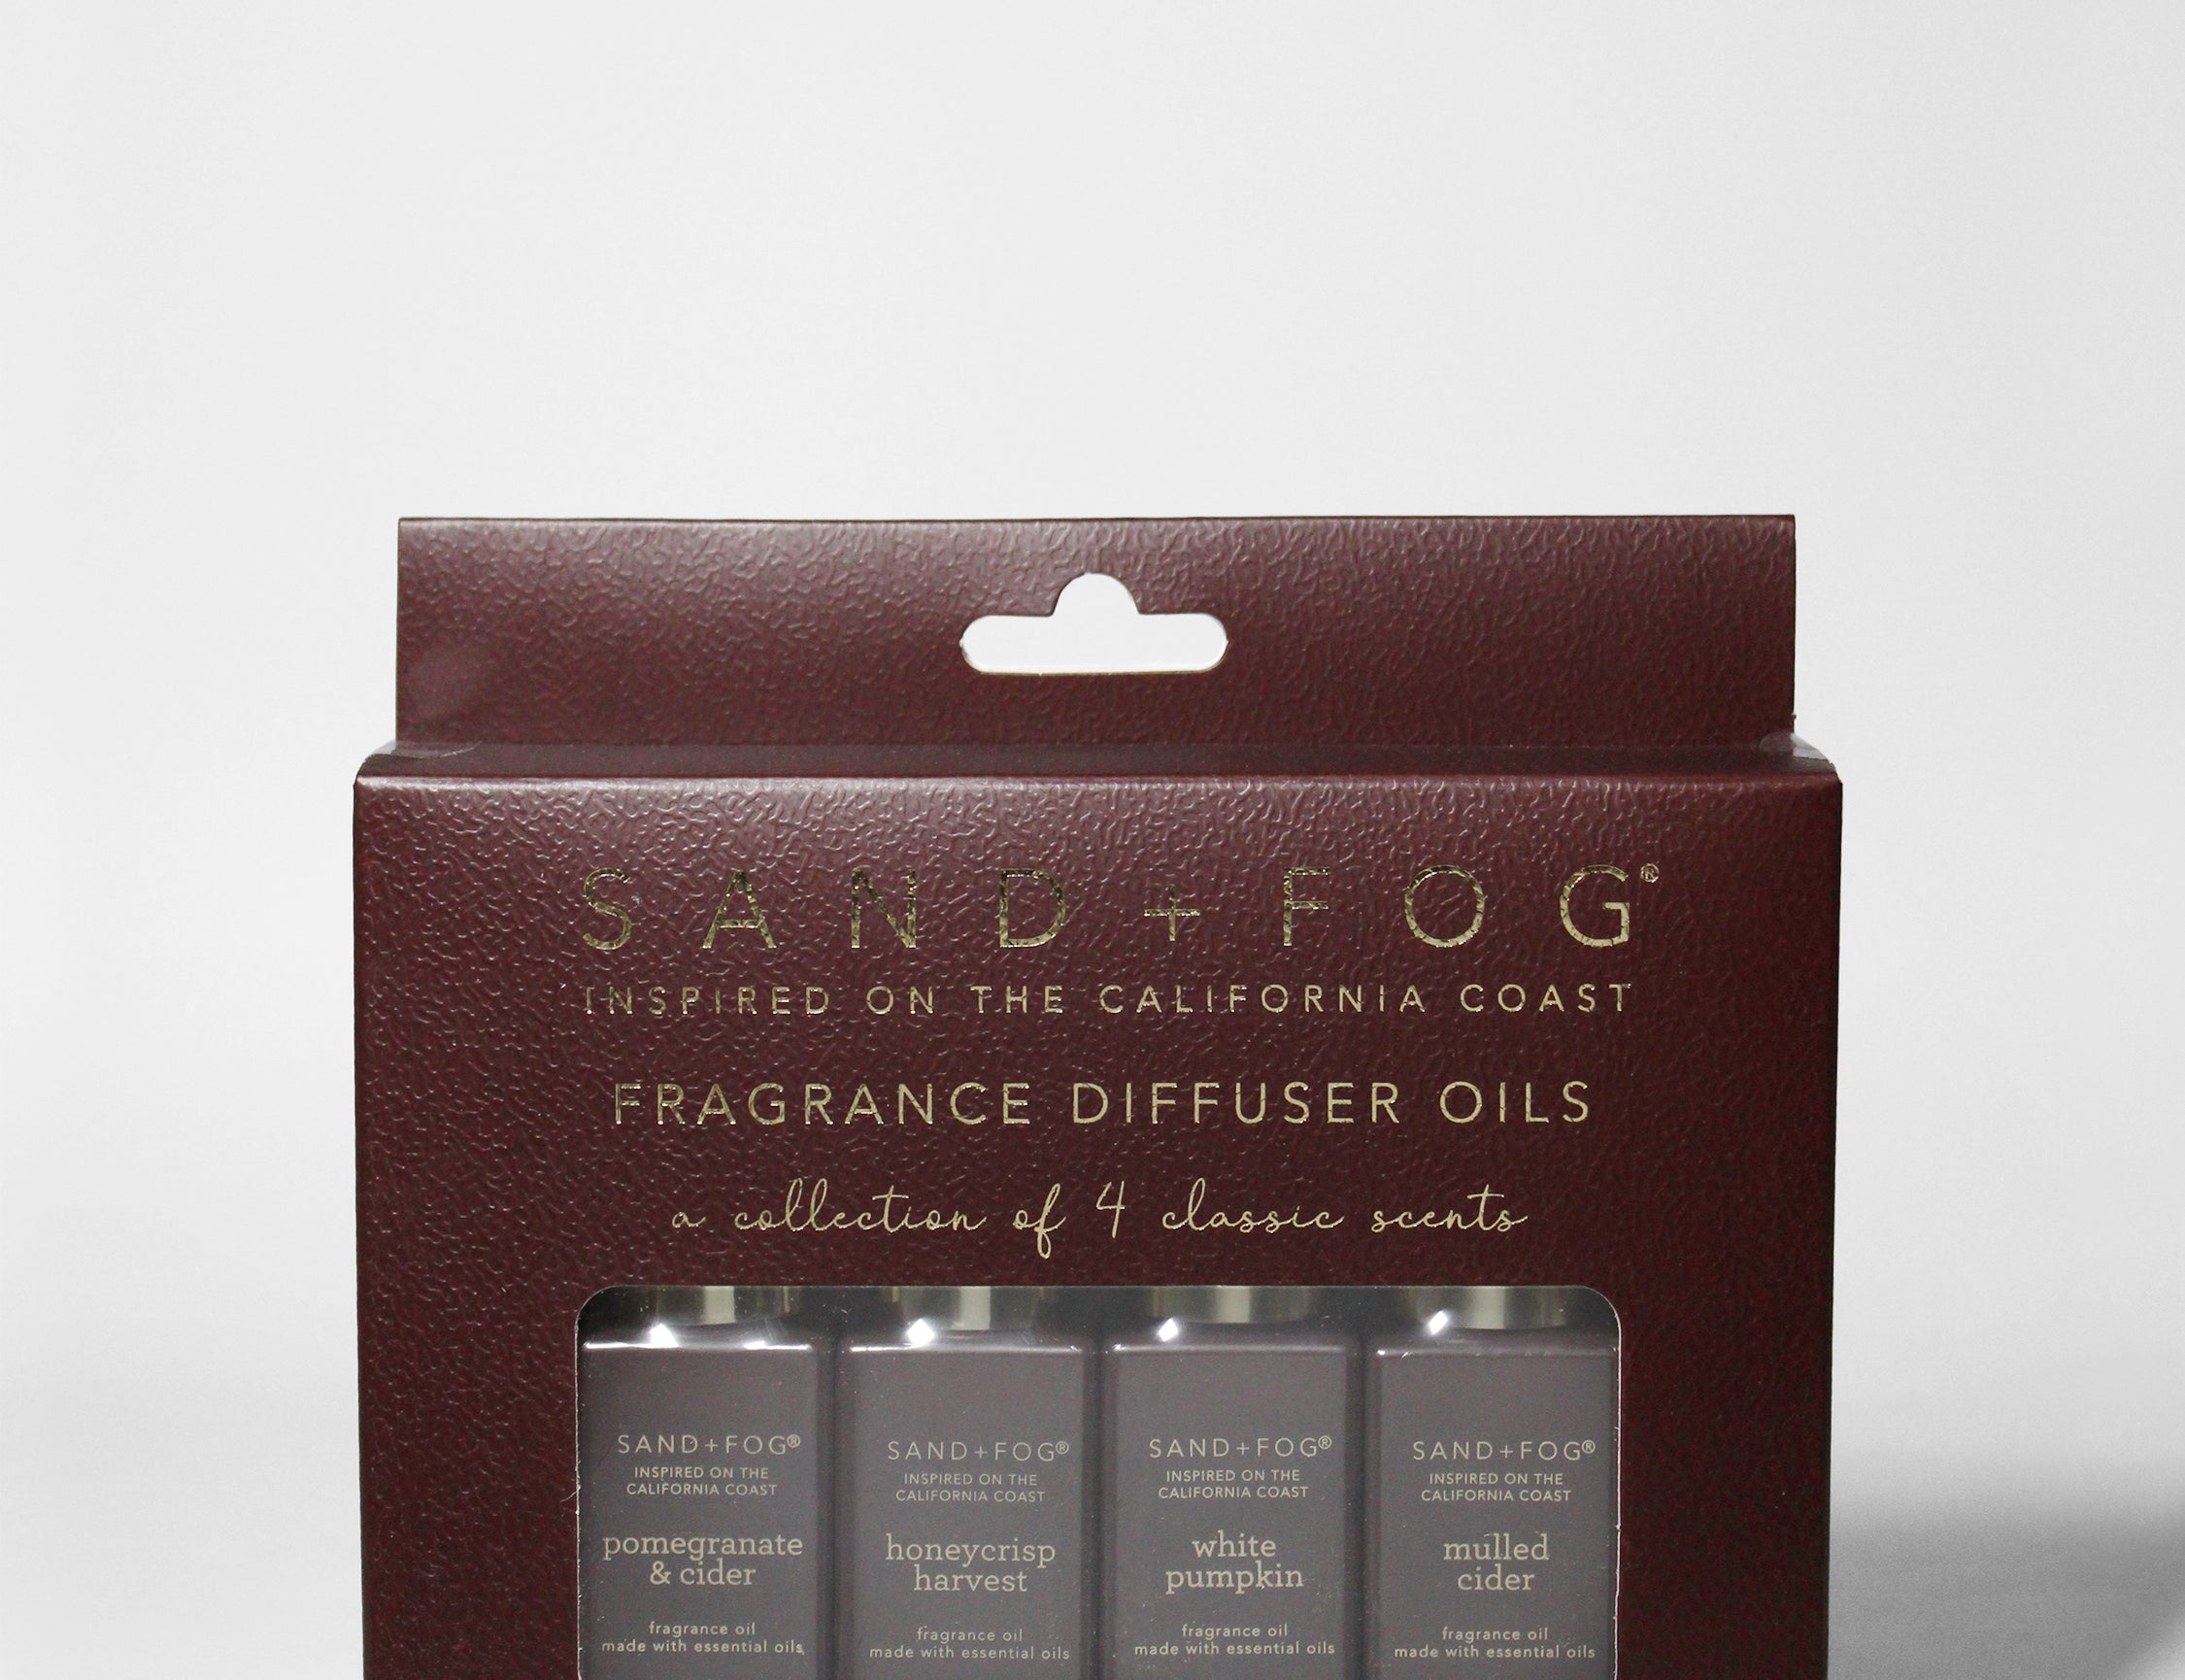 SAND+FOG®
INSPIRED ON THE CALIFORNIA COAST
FRAGRANCE DIFFUSER OILS
a collection of 4 classic scents
SAND+FOG®
INSPIRED ON THE
CALIFORNIA COAST
pomegranate
& cider
fragrance oil
made with essential oils
SAND+FOG®
INSPIRED ON THE
CALIFORNIA COAST
honeycrisp
harvest
fragrance oil
made with essential oils
SAND+FOG®
INSPIRED ON THE
CALIFORNIA COAST
white
pumpkin
fragrance oil
made with essential oils
SAND+FOG®
INSPIRED ON THE
CALIFORNIA COAST
mulled
cider
fragrance oil
made with essential oils